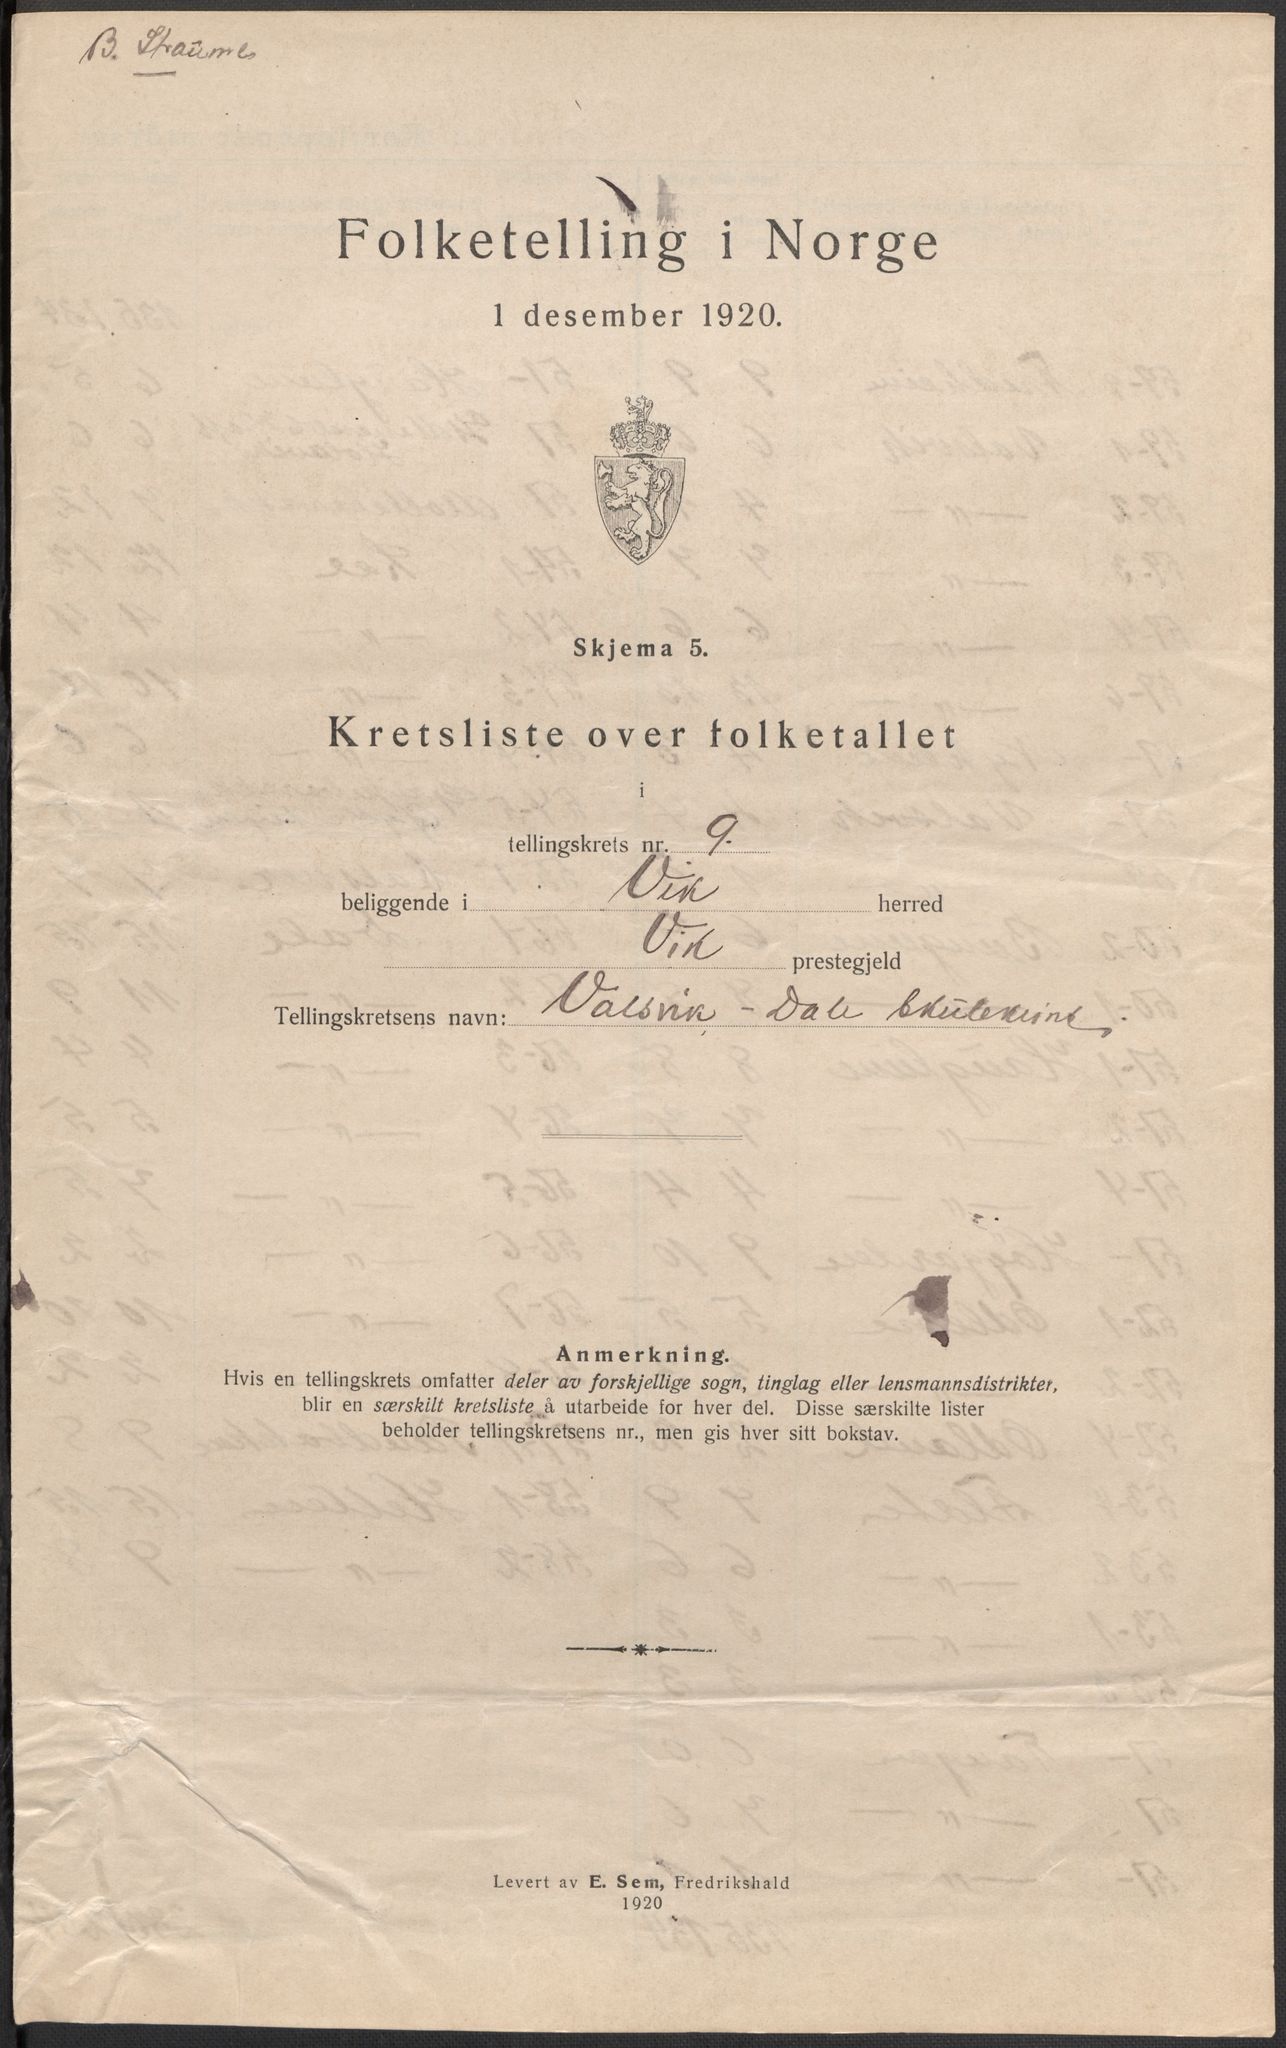 B. Straume
Folketelling i Norge
1 desember 1920.
Skjema 5.
Kretsliste over folketallet
i
tellingskrets nr. 9.
beliggende i Vik herred
Vik prestegjeld
Tellingskretsens navn: Valsvik - Dale
Anmerkning.
Hvis en tellingskrets omfatter deler av forskjellige sogn, tinglag eller lensmannsdistrikter,
blir en særskilt kretsliste å utarbeide for hver del. Disse særskilte lister
beholder tellingskretsens nr., men gis hver sitt bokstav.
Levert av E. Sem, Fredrikshald
1920